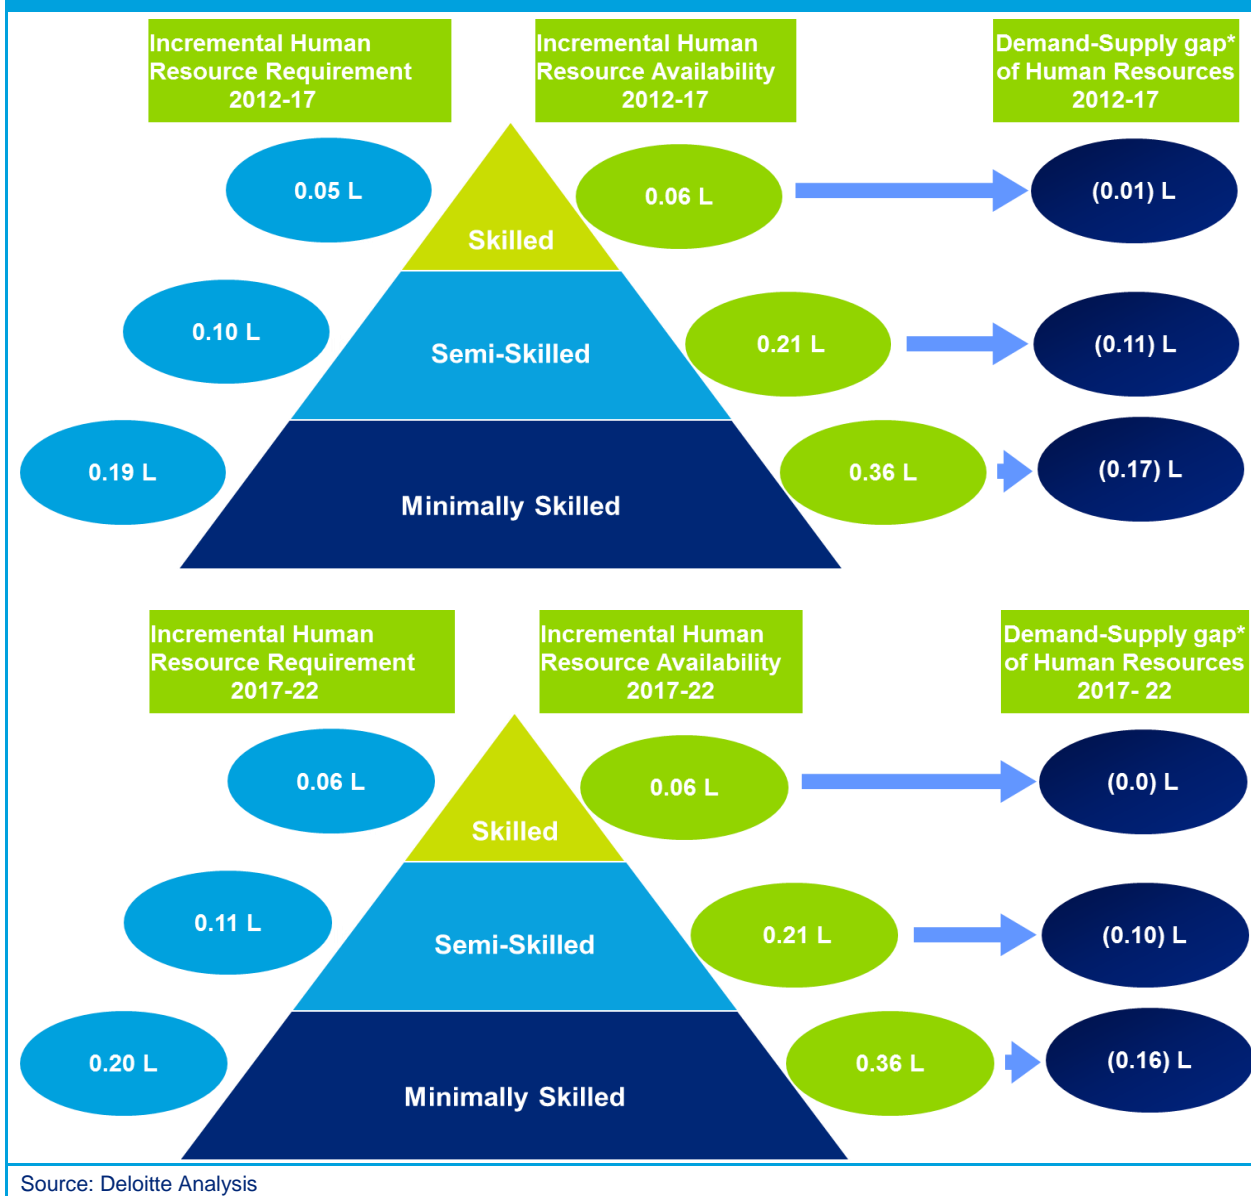 Incremental Human
Resource Requirement
2012-17
Incremental Human
Resource Availability
2012-17
Demand-Supply gap*
of Human Resources
2012-17
0.05 L
Skilled
0.06 L
(0.01) L
0.10 L
Semi-Skilled
0.21 L
(0.11) L
0.19 L
Minimally Skilled
0.36 L
(0.17) L
Incremental Human
Resource Requirement
2017-22
Incremental Human
Resource Availability
2017-22
Demand-Supply gap*
of Human Resources
2017- 22
0.06 L
Skilled
0.06 L
(0.0) L
0.11 L
Semi-Skilled
0.21 L
(0.10) L
0.20 L
Minimally Skilled
0.36 L
(0.16) L
Source: Deloitte Analysis